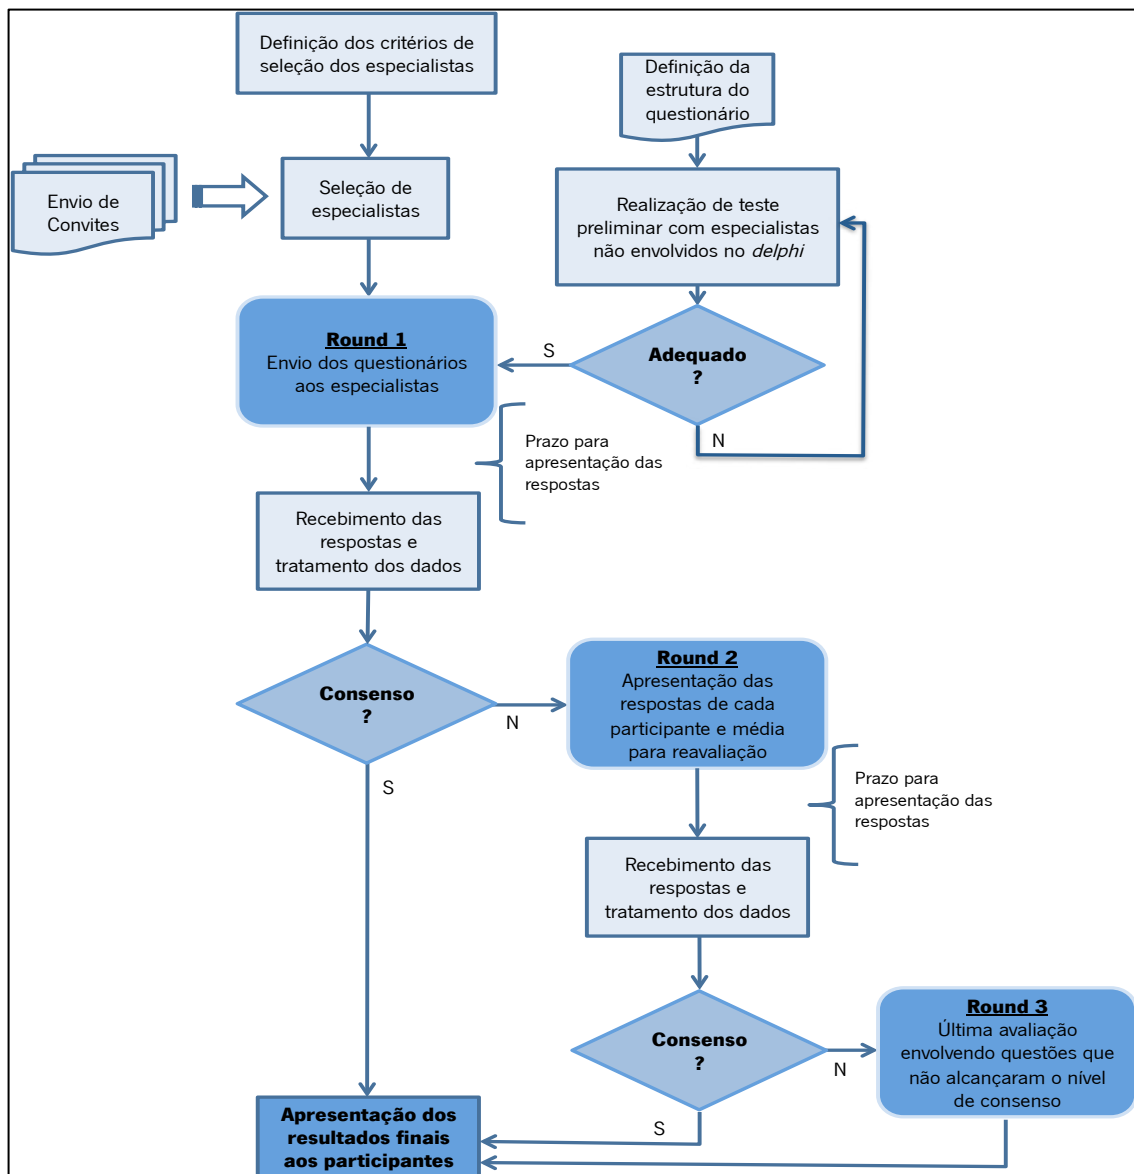 Definição dos critérios de
seleção dos especialistas
Definição da
estrutura do
questionário
Envio de
Convites
Seleção de
especialistas
Realização de teste
preliminar com especialistas
não envolvidos no delphi
Round 1
Envio dos questionários
aos especialistas
S
Adequado
?
N
Prazo para
apresentação das
respostas
Recebimento das
respostas e
tratamento dos dados
Consenso
?
N
S
Round 2
Apresentação das
respostas de cada
participante e média
para reavaliação
Prazo para
apresentação das
respostas
Recebimento das
respostas e
tratamento dos dados
Consenso
?
N
S
Round 3
Última avaliação
envolvendo questões que
não alcançaram o nível
de consenso
Apresentação dos
resultados finais
aos participantes